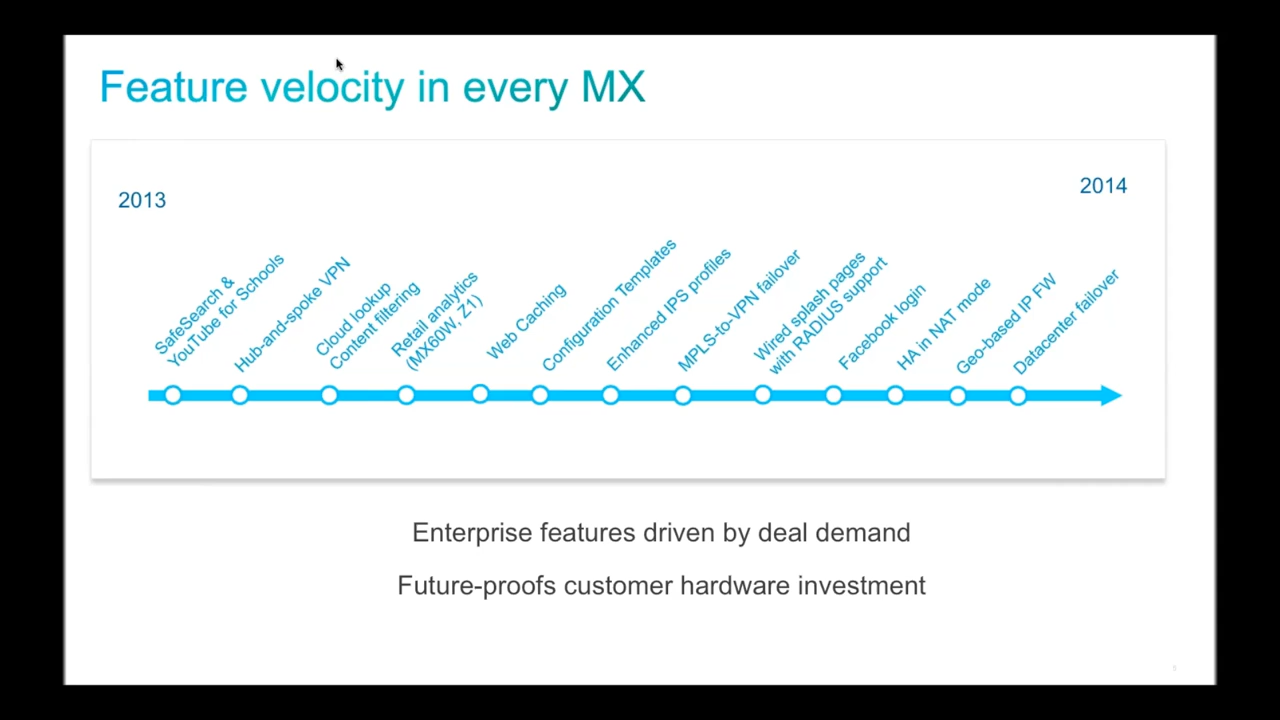 Feature velocity in every MX
2013
2014
SafeSearch &
YouTube for Schools
Hub-and-spoke VPN
Cloud lookup
Content filtering
Retail analytics
(MX60W, Z1)
Web Caching
Configuration Templates
Enhanced IPS profiles
MPLS-to-VPN failover
Wired splash pages
with RADIUS support
Facebook login
HA in NAT mode
Geo-based IP FW
Datacenter failover
Enterprise features driven by deal demand
Future-proofs customer hardware investment